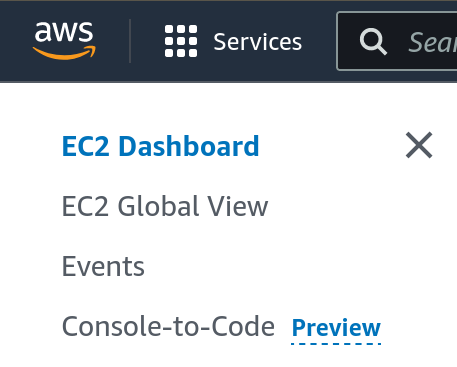 aws Services
EC2 Dashboard
EC2 Global View
Events
Console-to-Code Preview